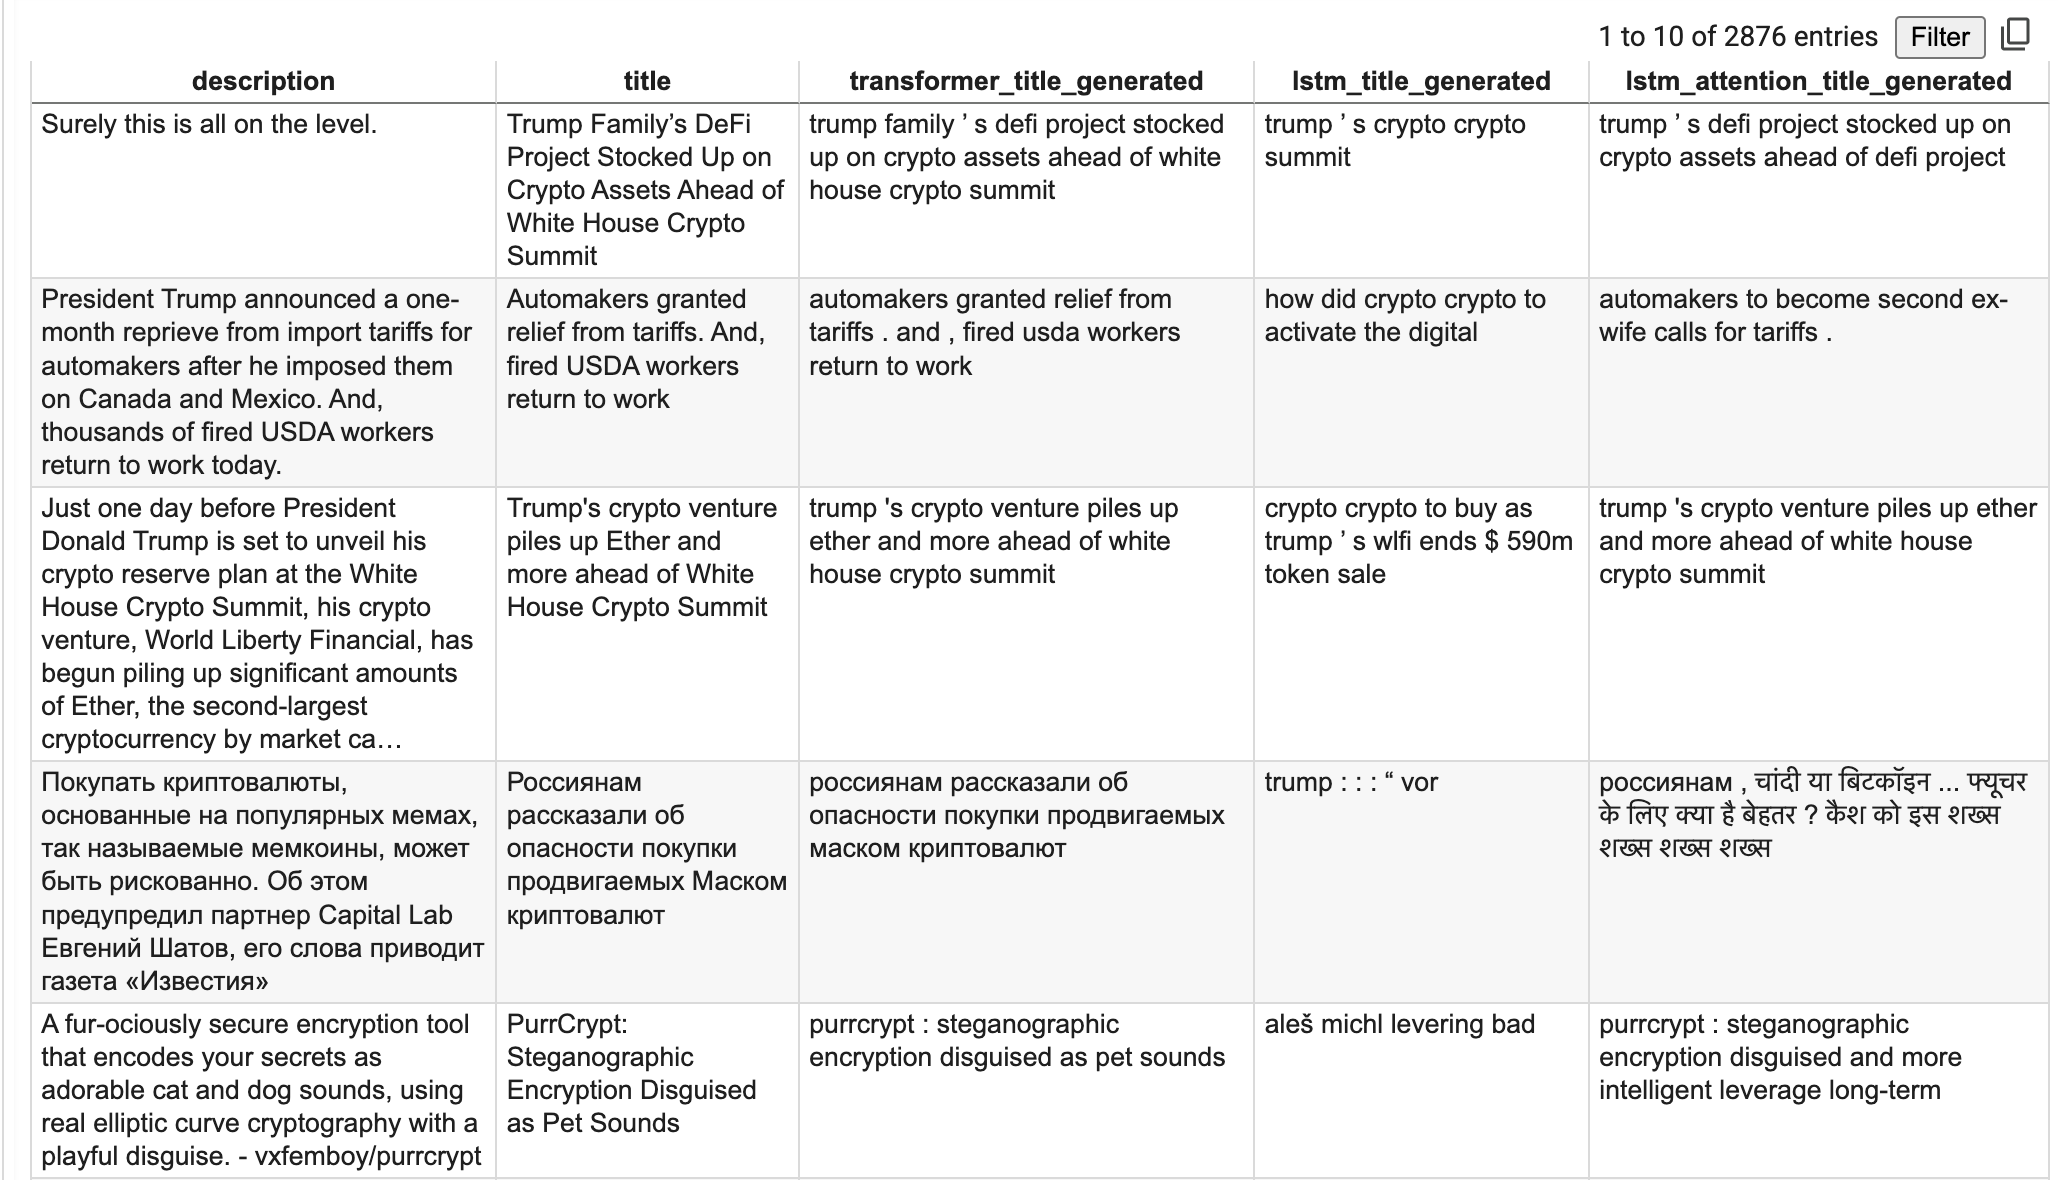 1 to 10 of 2876 entries Filter
description title transformer_title_generated lstm_title_generated lstm_attention_title_generated
Surely this is all on the level.
Trump Family’s DeFi
Project Stocked Up on
Crypto Assets Ahead of
White House Crypto
Summit
trump family ’ s defi project stocked
up on crypto assets ahead of white
house crypto summit
trump ’ s crypto crypto
summit
trump ’ s defi project stocked up on
crypto assets ahead of defi project
President Trump announced a one-
month reprieve from import tariffs for
automakers after he imposed them
on Canada and Mexico. And,
thousands of fired USDA workers
return to work today.
Automakers granted
relief from tariffs. And,
fired USDA workers
return to work
automakers granted relief from
tariffs . and , fired usda workers
return to work
how did crypto crypto to
activate the digital
automakers to become second ex-
wife calls for tariffs .
Just one day before President
Donald Trump is set to unveil his
crypto reserve plan at the White
House Crypto Summit, his crypto
venture, World Liberty Financial, has
begun piling up significant amounts
of Ether, the second-largest
cryptocurrency by market ca…
Trump's crypto venture
piles up Ether and
more ahead of White
House Crypto Summit
trump 's crypto venture piles up
ether and more ahead of white
house crypto summit
crypto crypto to buy as
trump ’ s wlfi ends $ 590m
token sale
trump 's crypto venture piles up ether
and more ahead of white house
crypto summit
Покупать криптовалюты,
основанные на популярных мемах,
так называемые мемкоины, может
быть рискованно. Об этом
предупредил партнер Capital Lab
Евгений Шатов, его слова приводит
газета «Известия»
Россиянам
рассказали об
опасности покупки
продвигаемых Маском
криптовалют
россиянам рассказали об
опасности покупки продвигаемых
маском криптовалют
trump : : : “ vor
россиянам , चांदी या बिटकॉइन ... फ्यूचर
के लिए क्या है बेहतर ? कैश को इस शख्स
शख्स शख्स शख्स
A fur-ociously secure encryption tool
that encodes your secrets as
adorable cat and dog sounds, using
real elliptic curve cryptography with a
playful disguise. - vxfemboy/purrcrypt
PurrCrypt:
Steganographic
Encryption Disguised
as Pet Sounds
purrcrypt : steganographic
encryption disguised as pet sounds
aleš michl levering bad
purrcrypt : steganographic
encryption disguised and more
intelligent leverage long-term